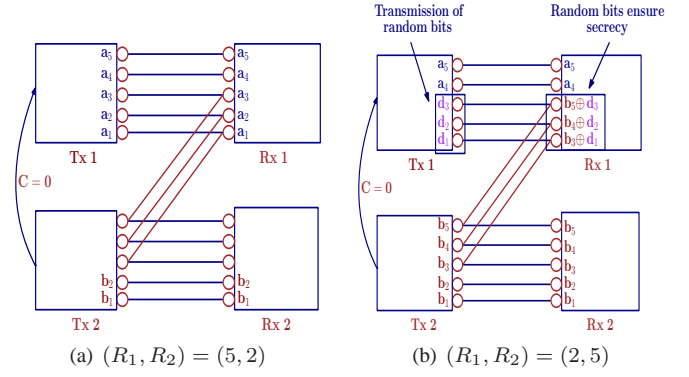 a₅ a₅
a₄ a₄
a₃ a₃
a₂ a₂
a₁ a₁
Tx 1 Rx 1
C = 0
b₂ b₂
b₁ b₁
Tx 2 Rx 2
(a) (R₁, R₂) = (5, 2)
Transmission of
random bits
Random bits ensure
secrecy
a₅ a₅
a₄ a₄
d₃ b₅⊕d₃
d₂ b₄⊕d₂
d₁ b₃⊕d₁
Tx 1 Rx 1
C = 0
b₅ b₅
b₄ b₄
b₃ b₃
b₂ b₂
b₁ b₁
Tx 2 Rx 2
(b) (R₁, R₂) = (2, 5)